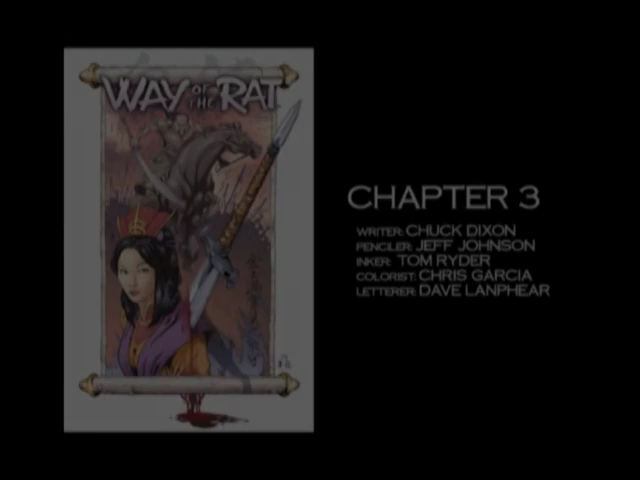 WAY OF THE RAT
CHAPTER 3
WRITER: CHUCK DIXON
PENCILER: JEFF JOHNSON
INKER: TOM RYDER
COLORIST: CHRIS GARCIA
LETTERER: DAVE LANPHEAR